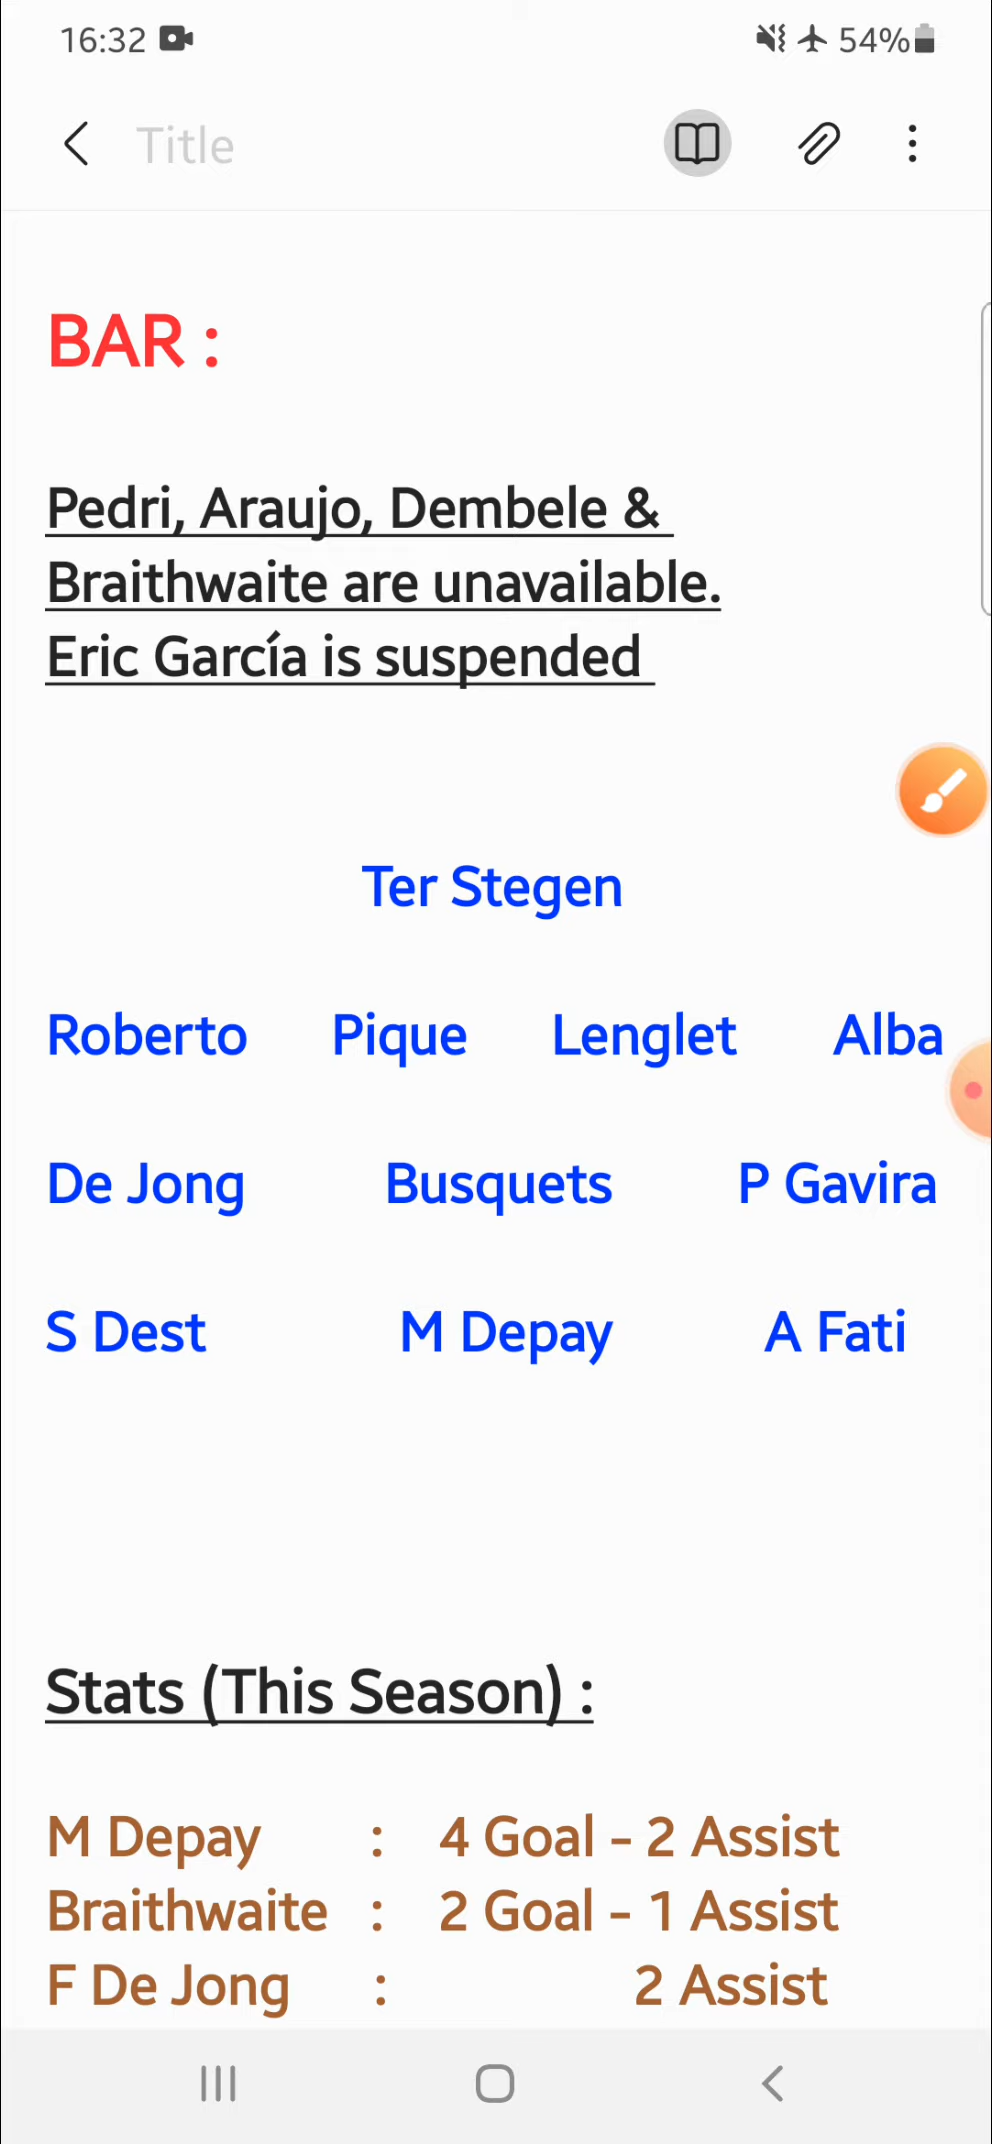 16:32 54%
Title
BAR :
Pedri, Araujo, Dembele &
Braithwaite are unavailable.
Eric García is suspended
Ter Stegen
Roberto Pique Lenglet Alba
De Jong Busquets P Gavira
S Dest M Depay A Fati
Stats (This Season) :
M Depay : 4 Goal - 2 Assist
Braithwaite : 2 Goal - 1 Assist
F De Jong : 2 Assist